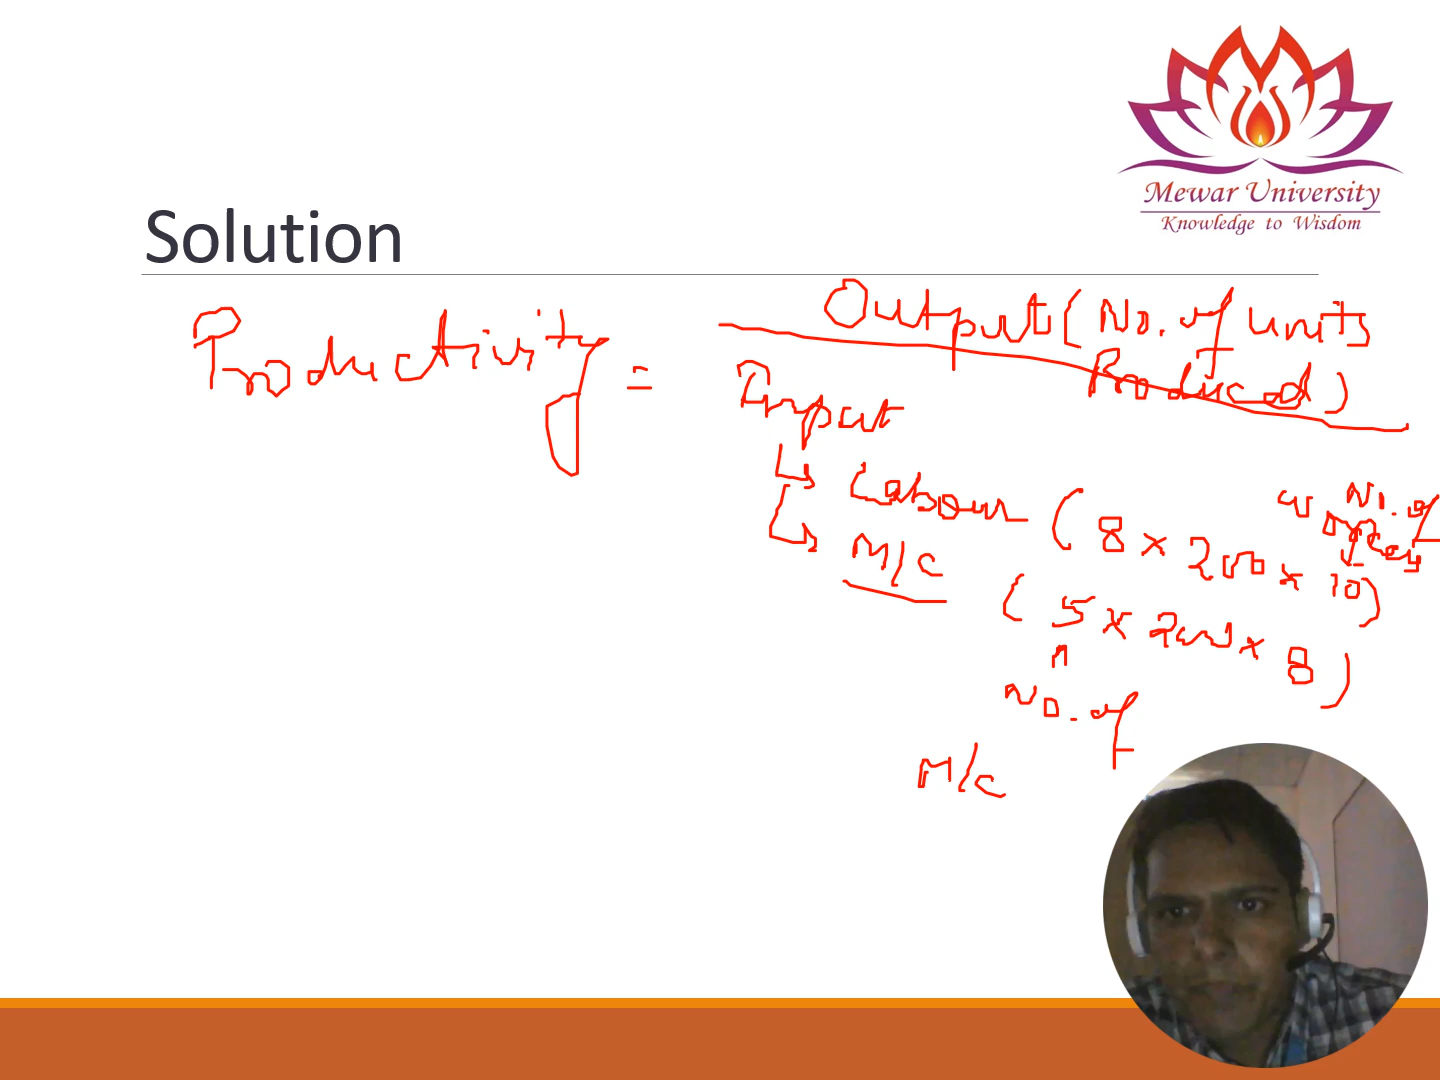 Mewar University
Knowledge to Wisdom
Solution
Productivity = Output (No. of units
Produced)
Input
Labour (8 x 200 x 10)
No. of
M/c (5 x 200 x 8)
No. of
M/c